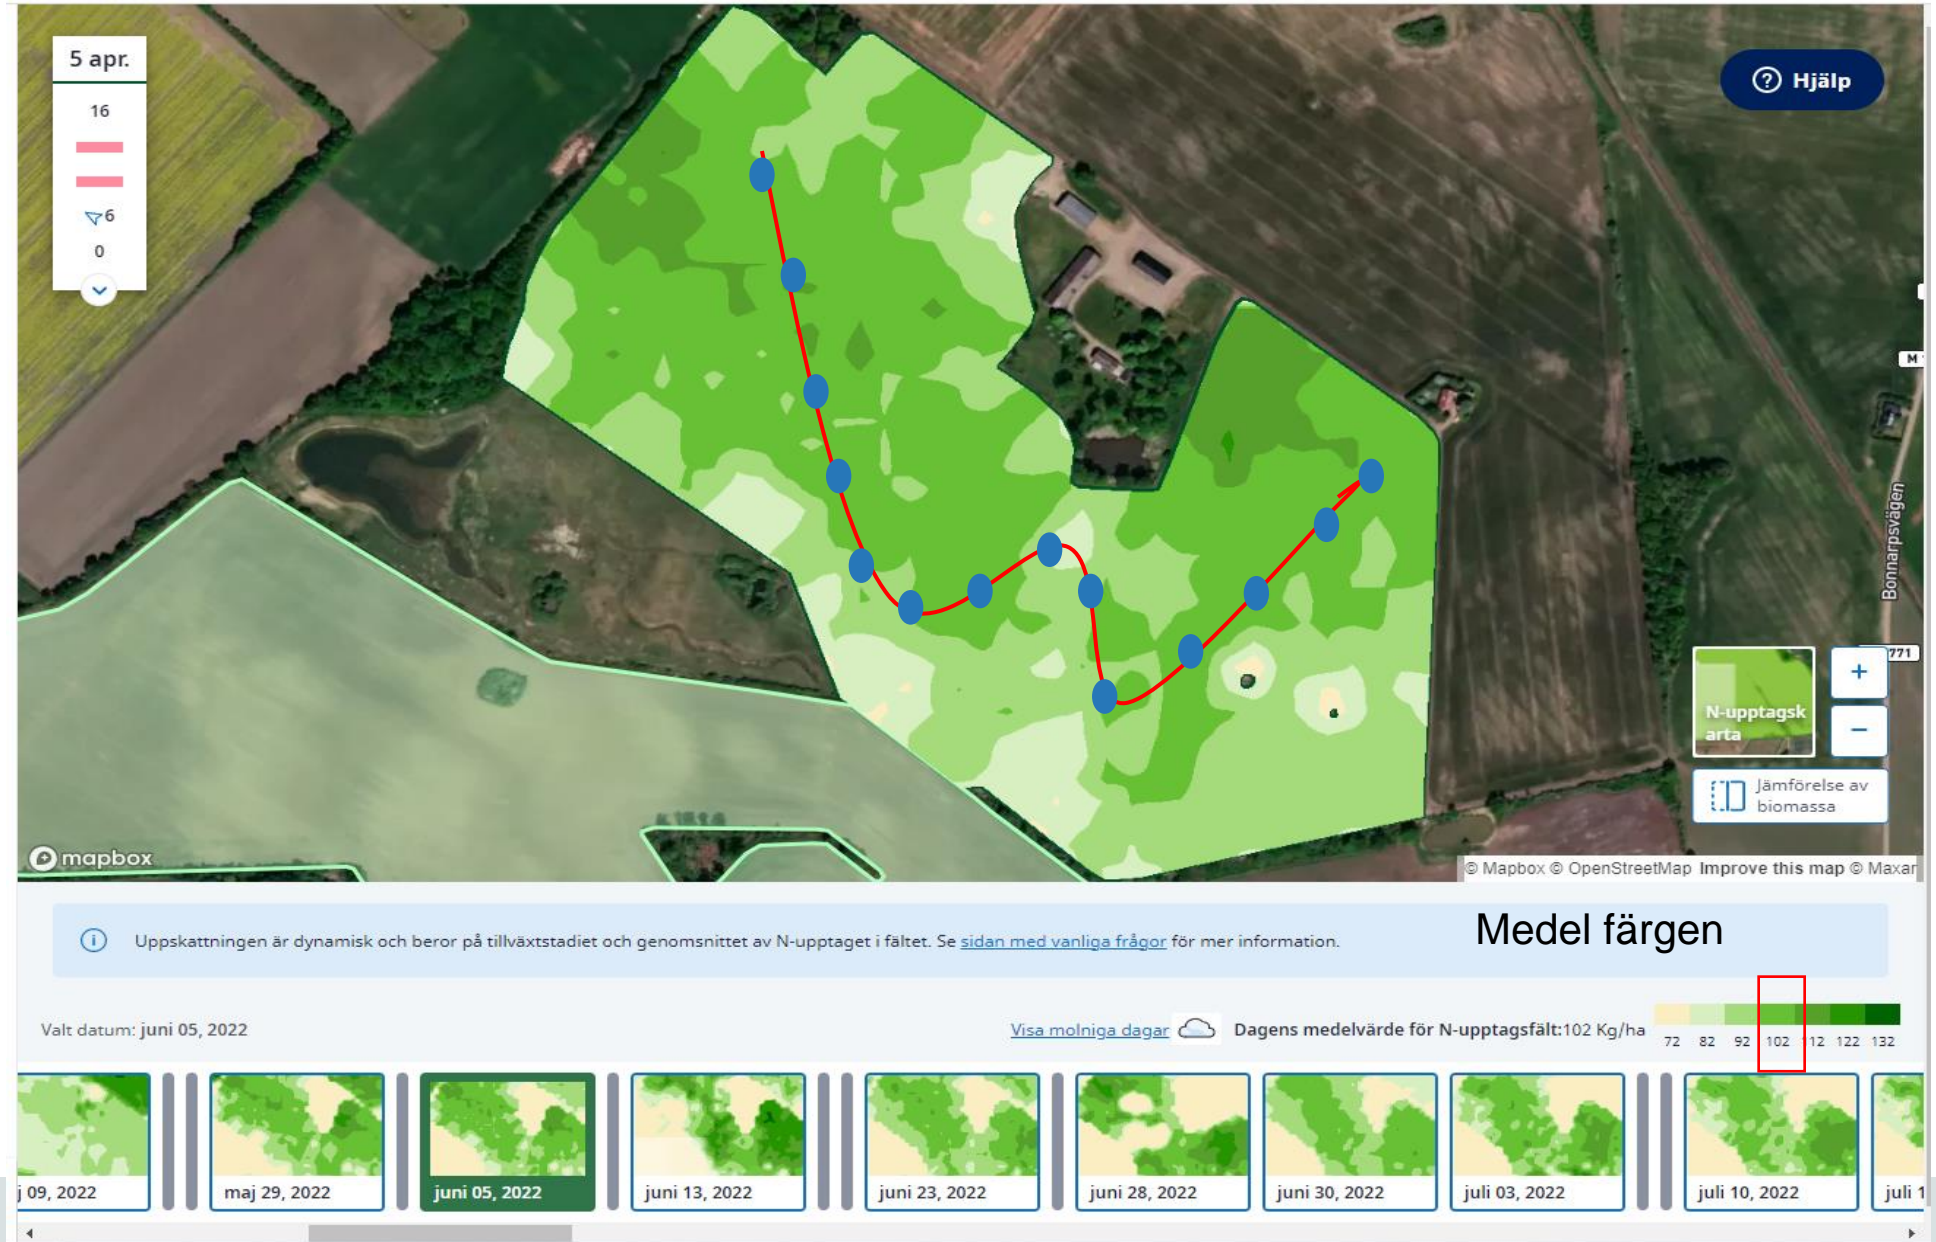 5 apr.
16
6
0
Hjälp
M
Bonnarpsvägen
771
N-upptagsk
arta
+
−
Jämförelse av
biomassa
mapbox
© Mapbox © OpenStreetMap Improve this map © Maxar
Uppskattningen är dynamisk och beror på tillväxtstadiet och genomsnittet av N-upptaget i fältet. Se sidan med vanliga frågor för mer information.
Medel färgen
Valt datum: juni 05, 2022
Visa molniga dagar
Dagens medelvärde för N-upptagsfält:102 Kg/ha
72 82 92 102 112 122 132
j 09, 2022
maj 29, 2022
juni 05, 2022
juni 13, 2022
juni 23, 2022
juni 28, 2022
juni 30, 2022
juli 03, 2022
juli 10, 2022
juli 1